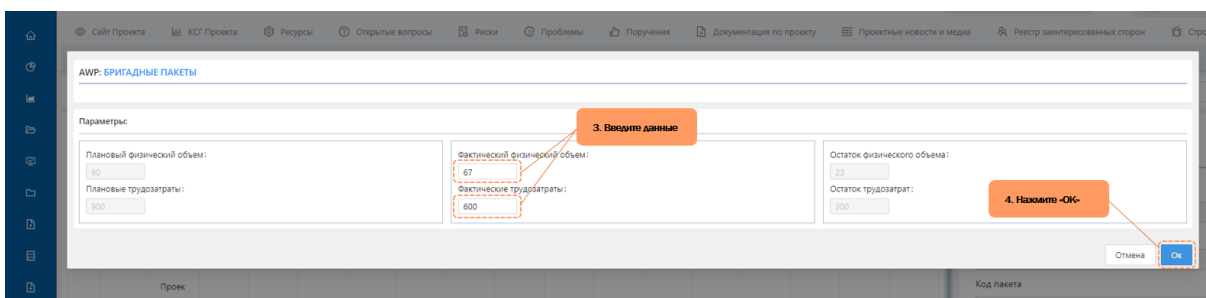 Сайт Проекта КСГ Проекта Ресурсы Открытые вопросы Риски Проблемы Поручения Документация по проекту Проектные новости и медиа Реестр заинтересованных сторон Стро
AWP: БРИГАДНЫЕ ПАКЕТЫ
Параметры:
3. Введите данные
Плановый физический объем:
90
Плановые трудозатраты:
900
Фактический физический объем:
67
Фактические трудозатраты:
600
Остаток физического объема:
23
Остаток трудозатрат:
300
4. Нажмите «ОК»
Отмена Ок
Проек
Код пакета